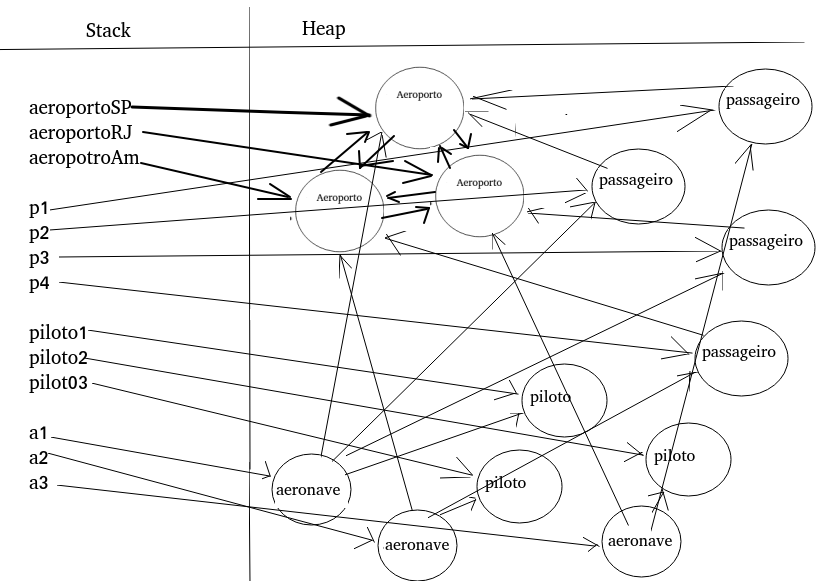 Stack
Heap
aeroportoSP
aeroportoRJ
aeropotroAm
p1
p2
p3
p4
piloto1
piloto2
pilot03
a1
a2
a3
Aeroporto
Aeroporto
Aeroporto
passageiro
passageiro
passageiro
passageiro
piloto
piloto
piloto
aeronave
aeronave
aeronave